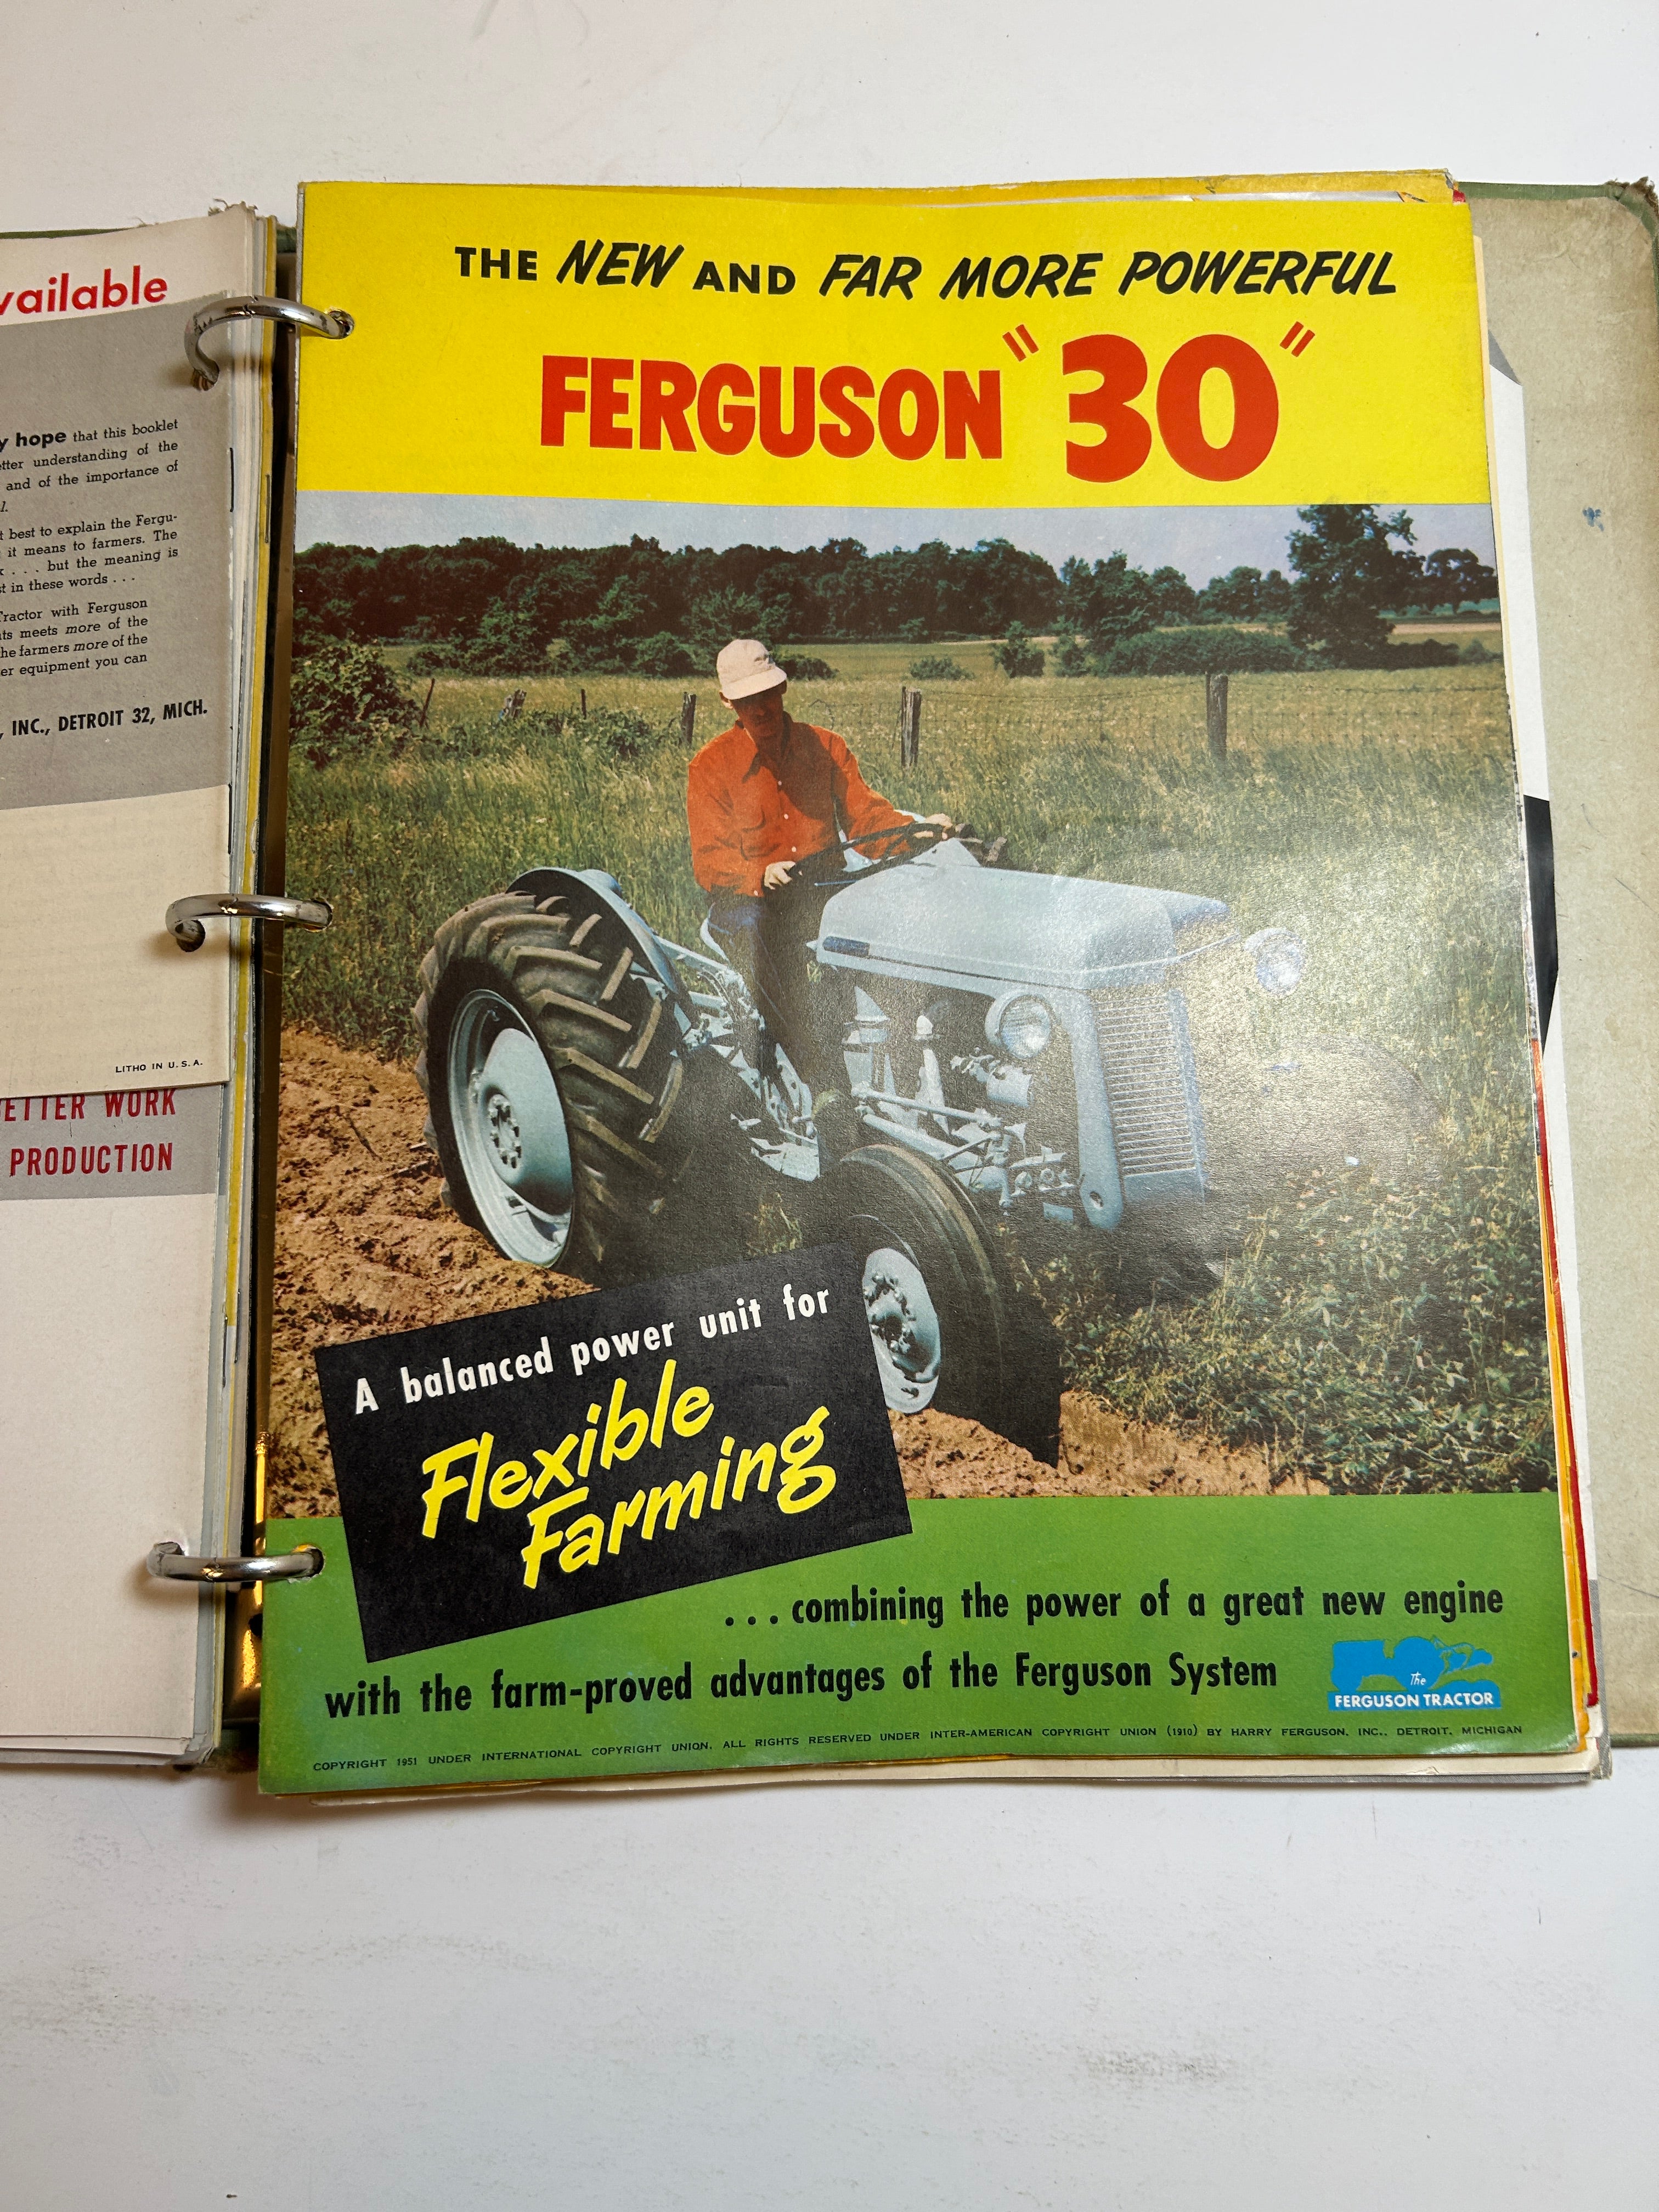 vailable
y hope that this booklet
etter understanding of the
and of the importance of
l.
t best to explain the Fergu-
it means to farmers. The
. . . but the meaning is
st in these words . . .
Tractor with Ferguson
nts meets more of the
he farmers more of the
er equipment you can
, INC., DETROIT 32, MICH.
LITHO IN U.S.A.
ETTER WORK
PRODUCTION
THE NEW AND FAR MORE POWERFUL
FERGUSON "30"
A balanced power unit for
Flexible
Farming
. . . combining the power of a great new engine
with the farm-proved advantages of the Ferguson System
The
FERGUSON TRACTOR
COPYRIGHT 1951 UNDER INTERNATIONAL COPYRIGHT UNION. ALL RIGHTS RESERVED UNDER INTER-AMERICAN COPYRIGHT UNION (1910) BY HARRY FERGUSON, INC., DETROIT, MICHIGAN